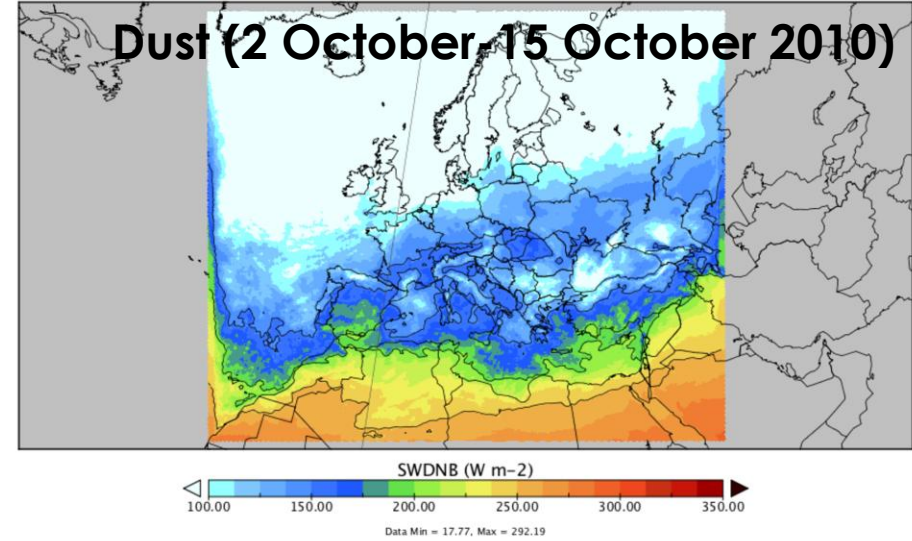 Dust (2 October-15 October 2010)
SWDNB (W m-2)
100.00 150.00 200.00 250.00 300.00 350.00
Data Min = 17.77, Max = 292.19